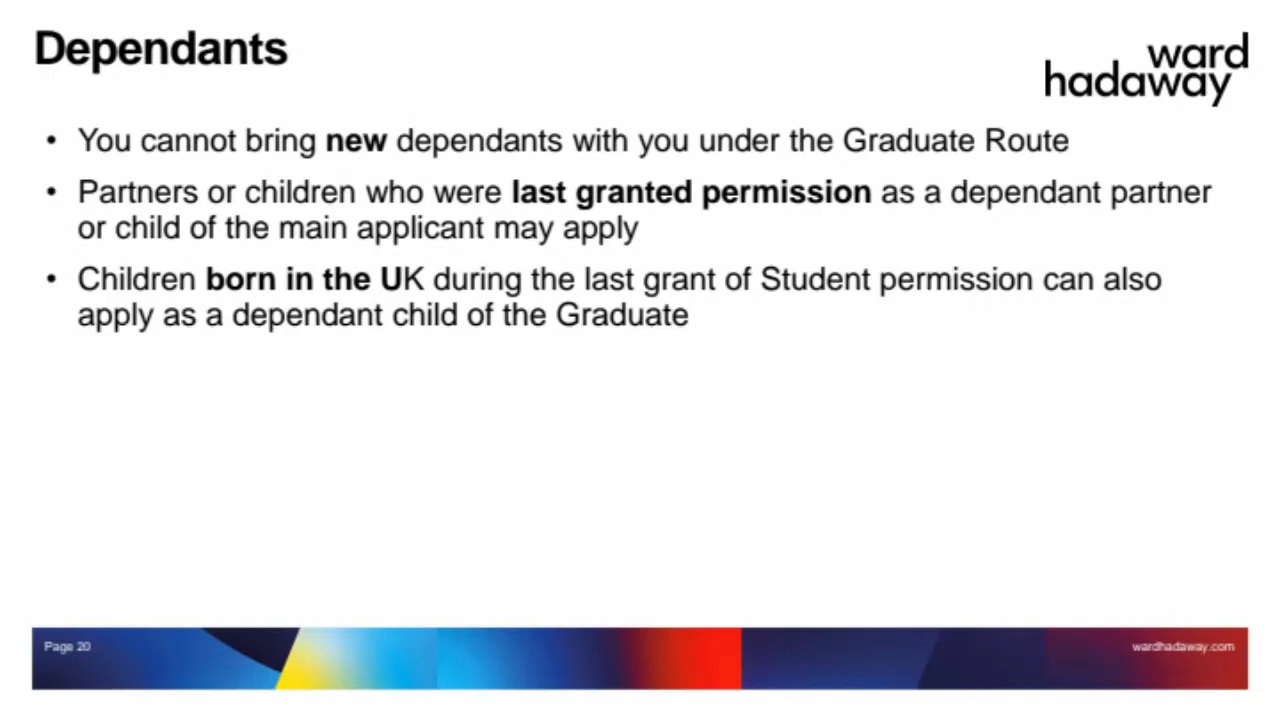 Dependants
ward
hadaway
• You cannot bring new dependants with you under the Graduate Route
• Partners or children who were last granted permission as a dependant partner
or child of the main applicant may apply
• Children born in the UK during the last grant of Student permission can also
apply as a dependant child of the Graduate
Page 20
wardhadaway.com